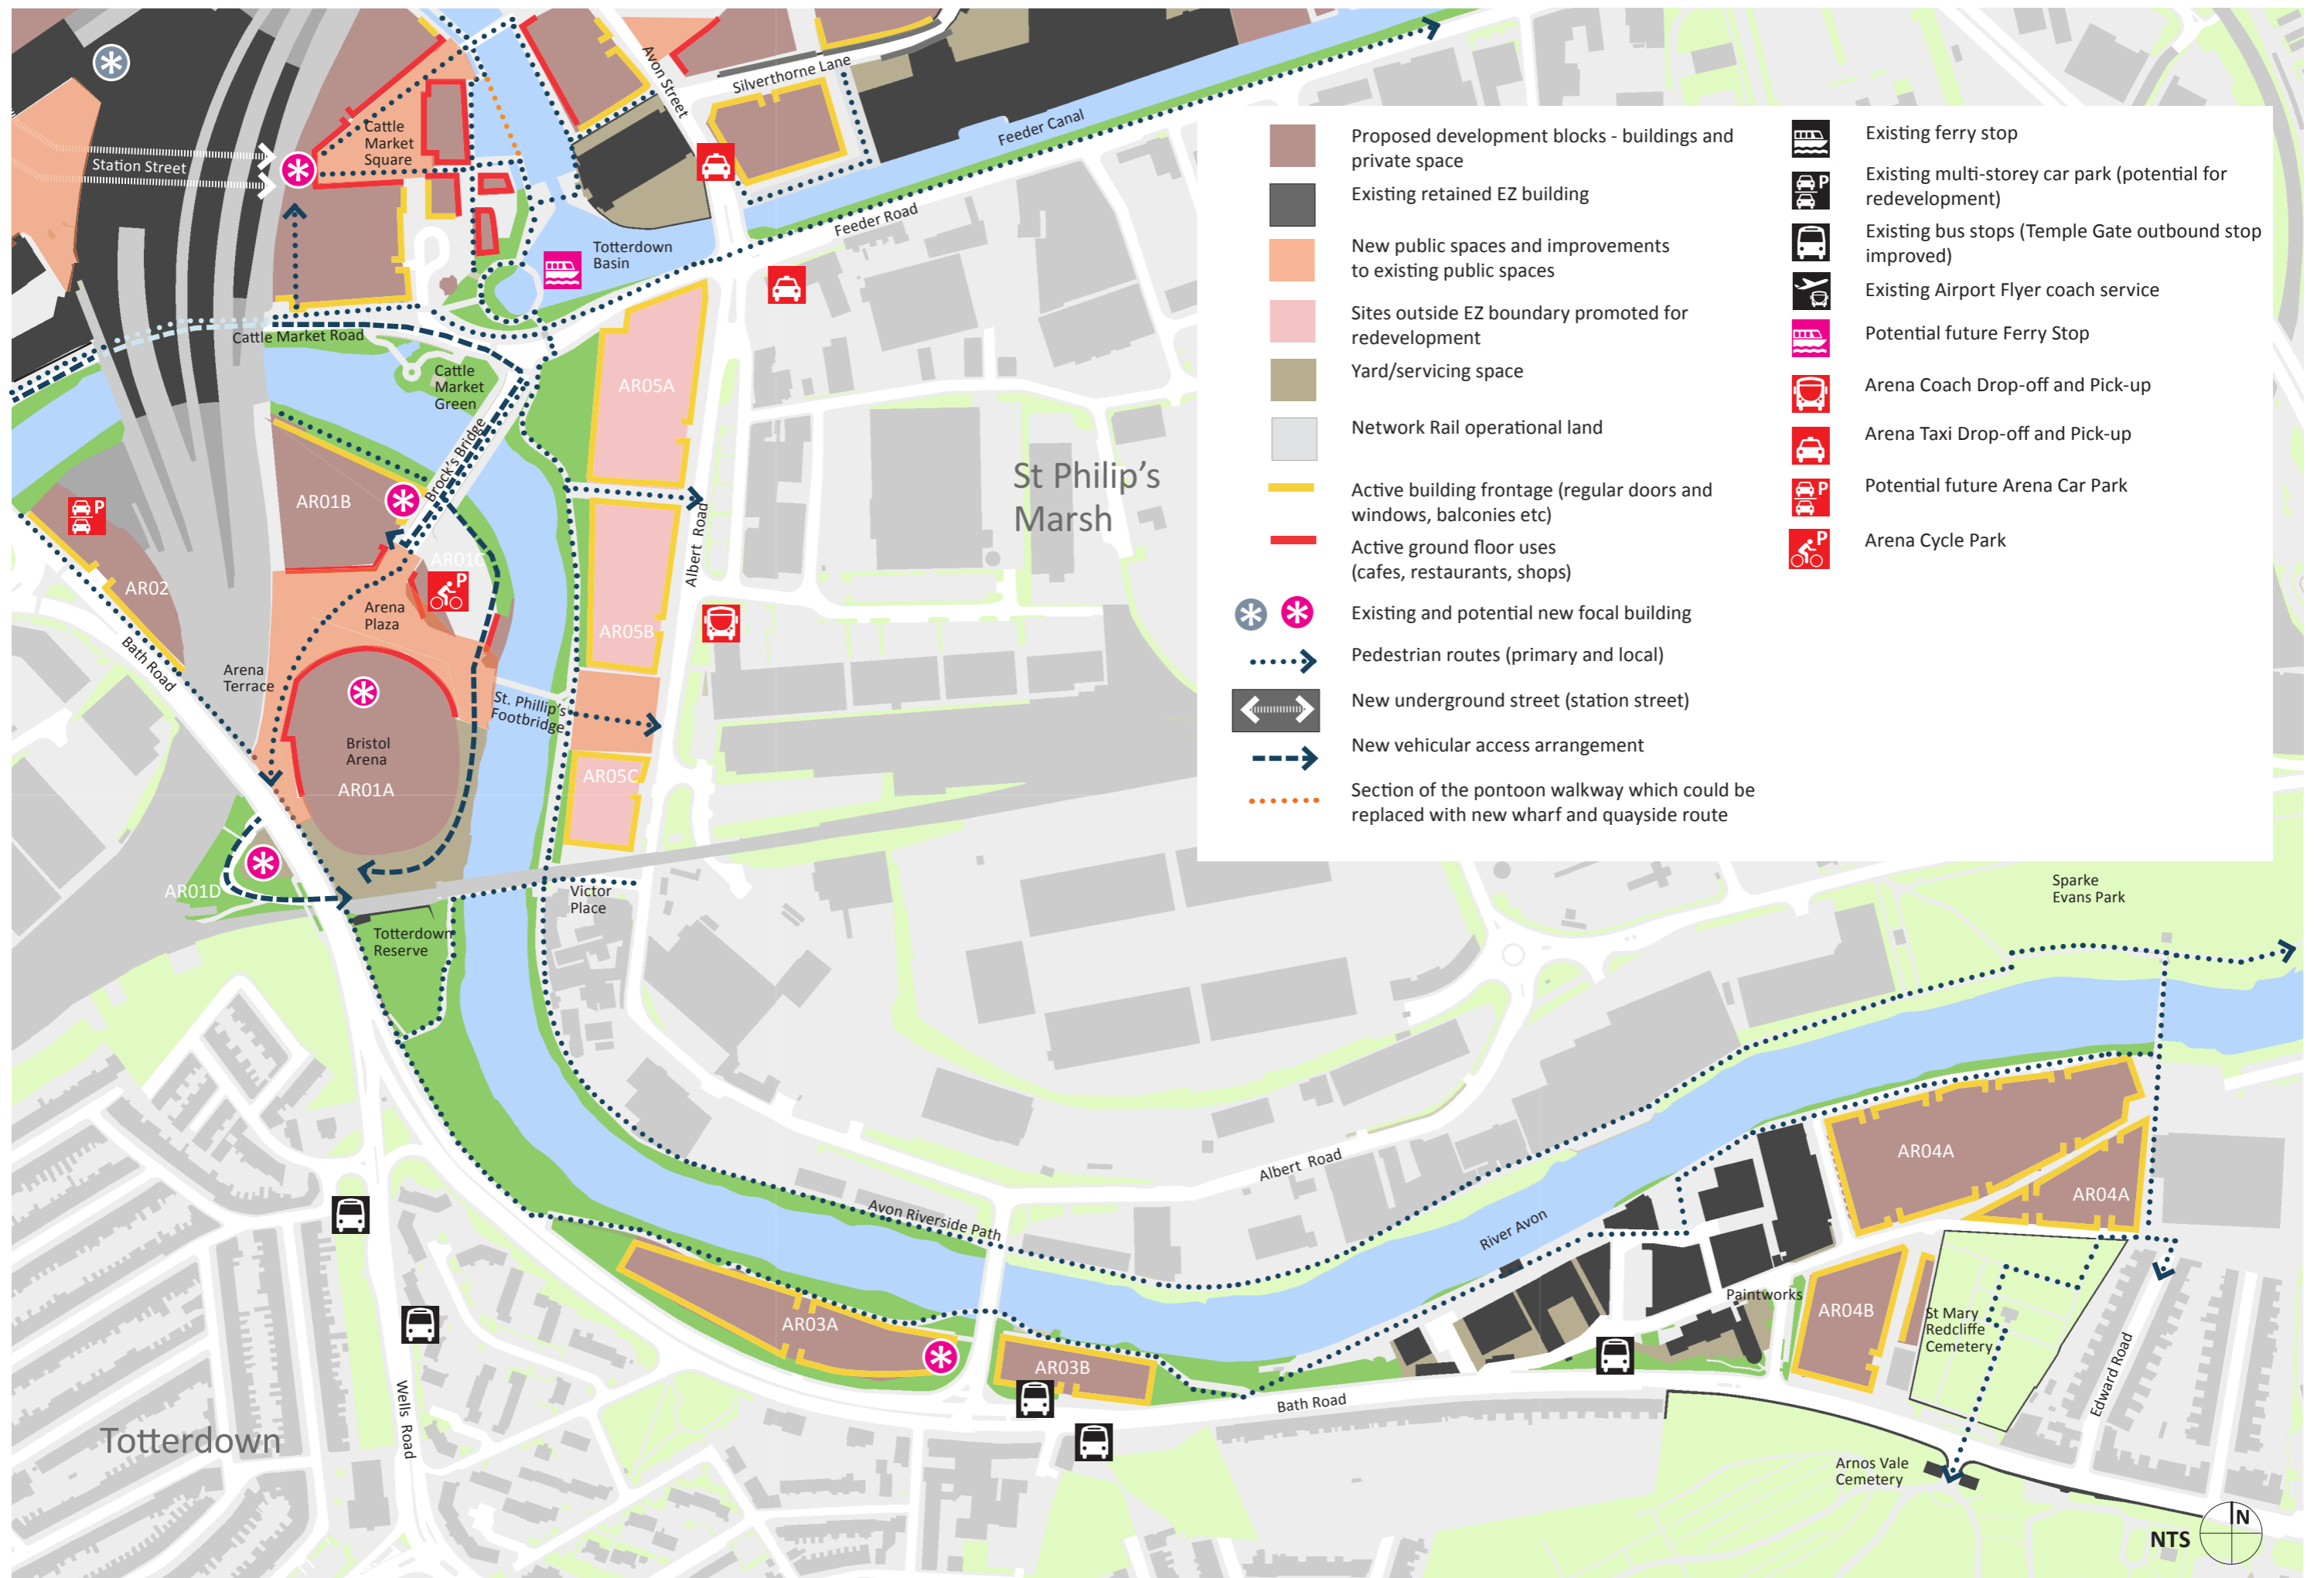 Avon Street
Silverthorne Lane
Feeder Canal
Cattle
Market
Square
Station Street
Feeder Road
Totterdown
Basin
Cattle Market Road
Cattle
Market
Green
Brock's Bridge
AR05A
AR01B
AR01C
St Philip's
Marsh
Albert Road
AR02
P
P
Arena
Plaza
AR05B
Bath Road
Arena
Terrace
St. Phillip's
Footbridge
Bristol
Arena
AR01A
AR05C
AR01D
Victor
Place
Totterdown
Reserve
Proposed development blocks - buildings and
private space
Existing retained EZ building
New public spaces and improvements
to existing public spaces
Sites outside EZ boundary promoted for
redevelopment
Yard/servicing space
Network Rail operational land
Active building frontage (regular doors and
windows, balconies etc)
Active ground floor uses
(cafes, restaurants, shops)
Existing and potential new focal building
Pedestrian routes (primary and local)
New underground street (station street)
New vehicular access arrangement
Section of the pontoon walkway which could be
replaced with new wharf and quayside route
Existing ferry stop
P
Existing multi-storey car park (potential for
redevelopment)
Existing bus stops (Temple Gate outbound stop
improved)
Existing Airport Flyer coach service
Potential future Ferry Stop
Arena Coach Drop-off and Pick-up
Arena Taxi Drop-off and Pick-up
P
Potential future Arena Car Park
P
Arena Cycle Park
Sparke
Evans Park
AR04A
AR04A
Albert Road
Avon Riverside Path
River Avon
Paintworks
AR04B
St Mary
Redcliffe
Cemetery
AR03A
AR03B
Edward Road
Bath Road
Wells Road
Totterdown
Arnos Vale
Cemetery
N
NTS